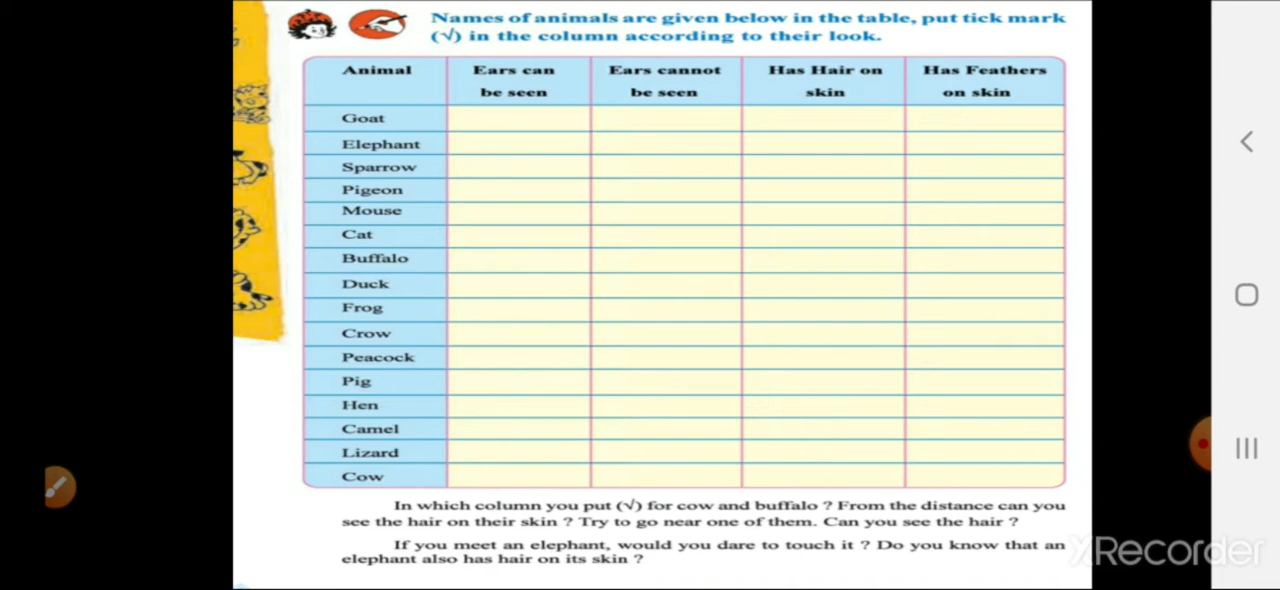 Names of animals are given below in the table, put tick mark
(√) in the column according to their look.
Animal Ears can be seen Ears cannot be seen Has Hair on skin Has Feathers on skin
Goat
Elephant
Sparrow
Pigeon
Mouse
Cat
Buffalo
Duck
Frog
Crow
Peacock
Pig
Hen
Camel
Lizard
Cow
In which column you put (√) for cow and buffalo ? From the distance can you
see the hair on their skin ? Try to go near one of them. Can you see the hair ?
If you meet an elephant, would you dare to touch it ? Do you know that an
elephant also has hair on its skin ?
XRecorder